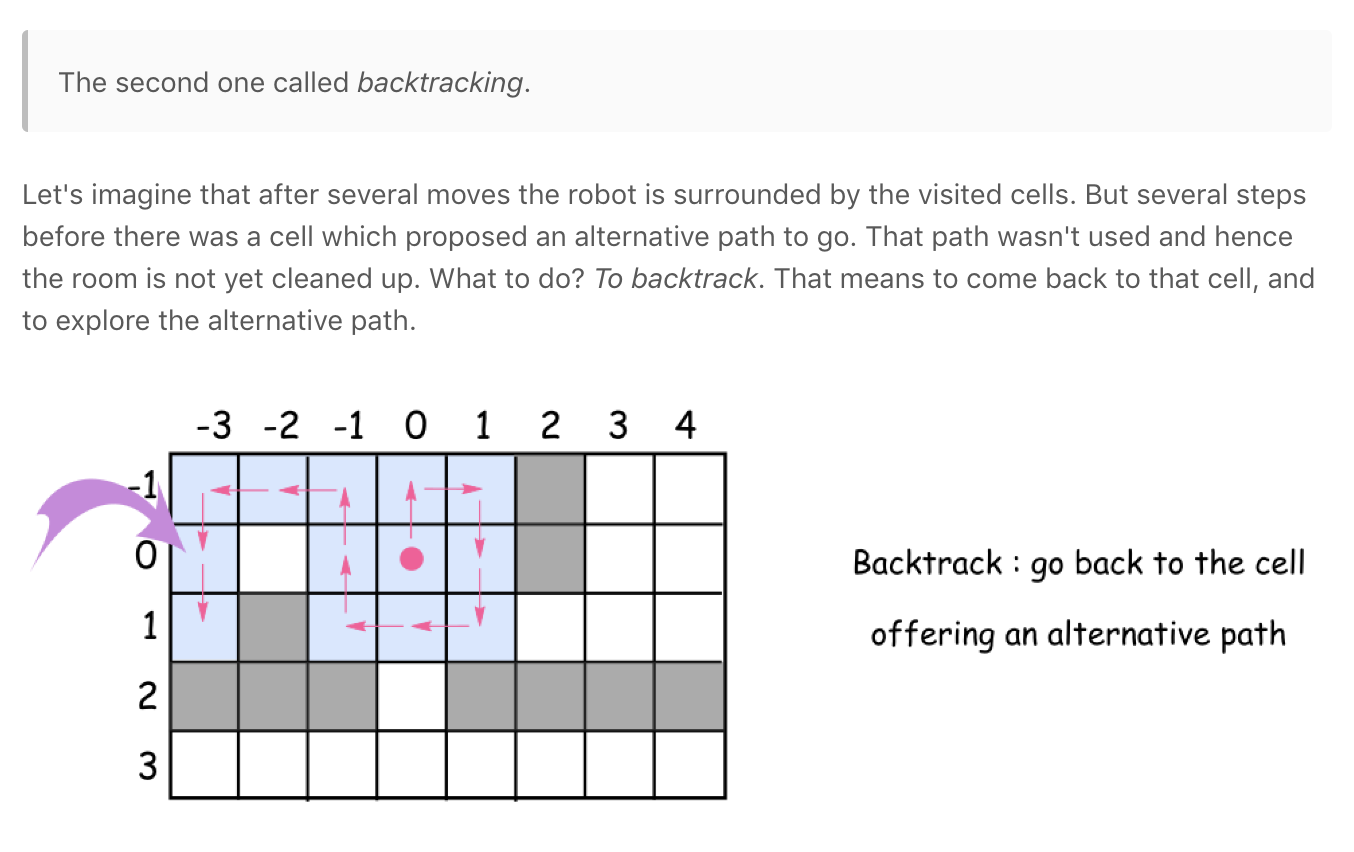 The second one called backtracking.
Let's imagine that after several moves the robot is surrounded by the visited cells. But several steps
before there was a cell which proposed an alternative path to go. That path wasn't used and hence
the room is not yet cleaned up. What to do? To backtrack. That means to come back to that cell, and
to explore the alternative path.
-3 -2 -1 0 1 2 3 4
-1
0
1
2
3
Backtrack : go back to the cell
offering an alternative path